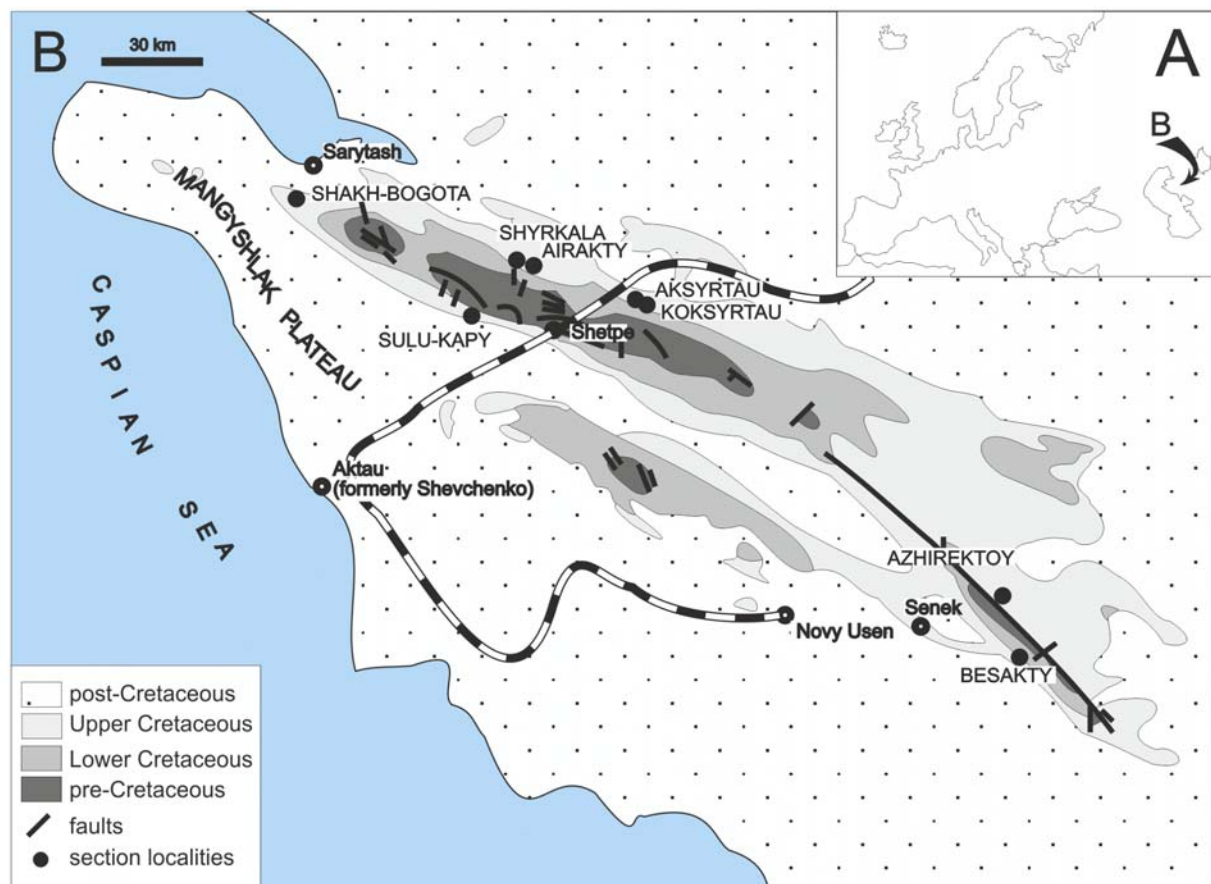 B
30 km
A
B
Sarytash
SHAKH-BOGOTA
MANGYSHLAK PLATEAU
SHYRKALA
AIRAKTY
AKSYRTAU
KOKSYRTAU
SULU-KAPY
Shetpe
CASPIAN SEA
Aktau
(formerly Shevchenko)
AZHIREKTOY
Senek
Novy Usen
BESAKTY
post-Cretaceous
Upper Cretaceous
Lower Cretaceous
pre-Cretaceous
faults
section localities